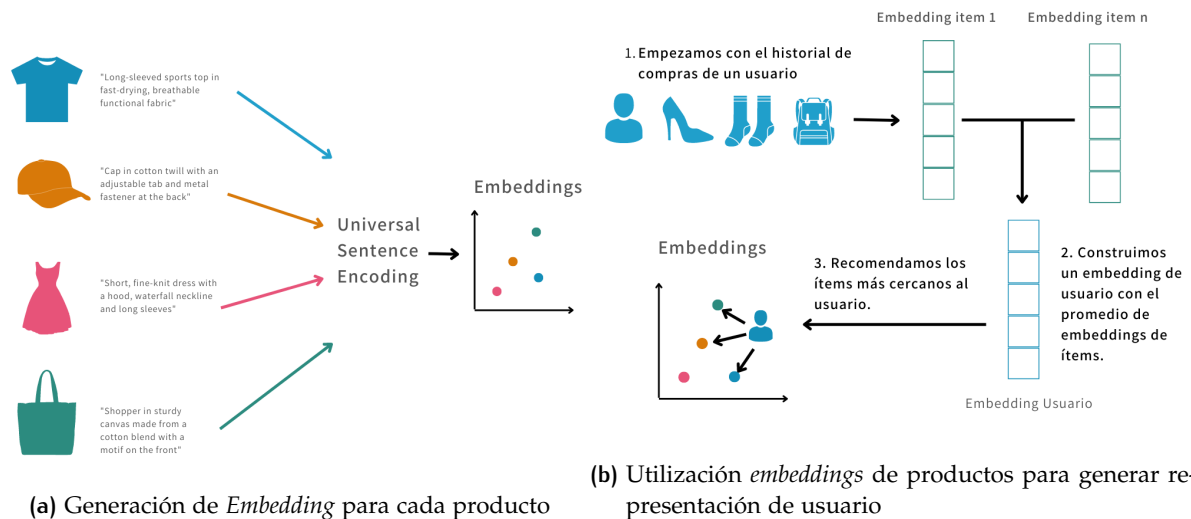 "Long-sleeved sports top in
fast-drying, breathable
functional fabric"
"Cap in cotton twill with an
adjustable tab and metal
fastener at the back"
"Short, fine-knit dress with
a hood, waterfall neckline
and long sleeves"
"Shopper in sturdy
canvas made from a
cotton blend with a
motif on the front"
Universal
Sentence
Encoding
Embeddings
(a) Generación de Embedding para cada producto
Embedding item 1
Embedding item n
1. Empezamos con el historial de
compras de un usuario
2. Construimos
un embedding de
usuario con el
promedio de
embeddings de
ítems.
Embedding Usuario
3. Recomendamos los
ítems más cercanos al
usuario.
Embeddings
(b) Utilización embeddings de productos para generar re-
presentación de usuario